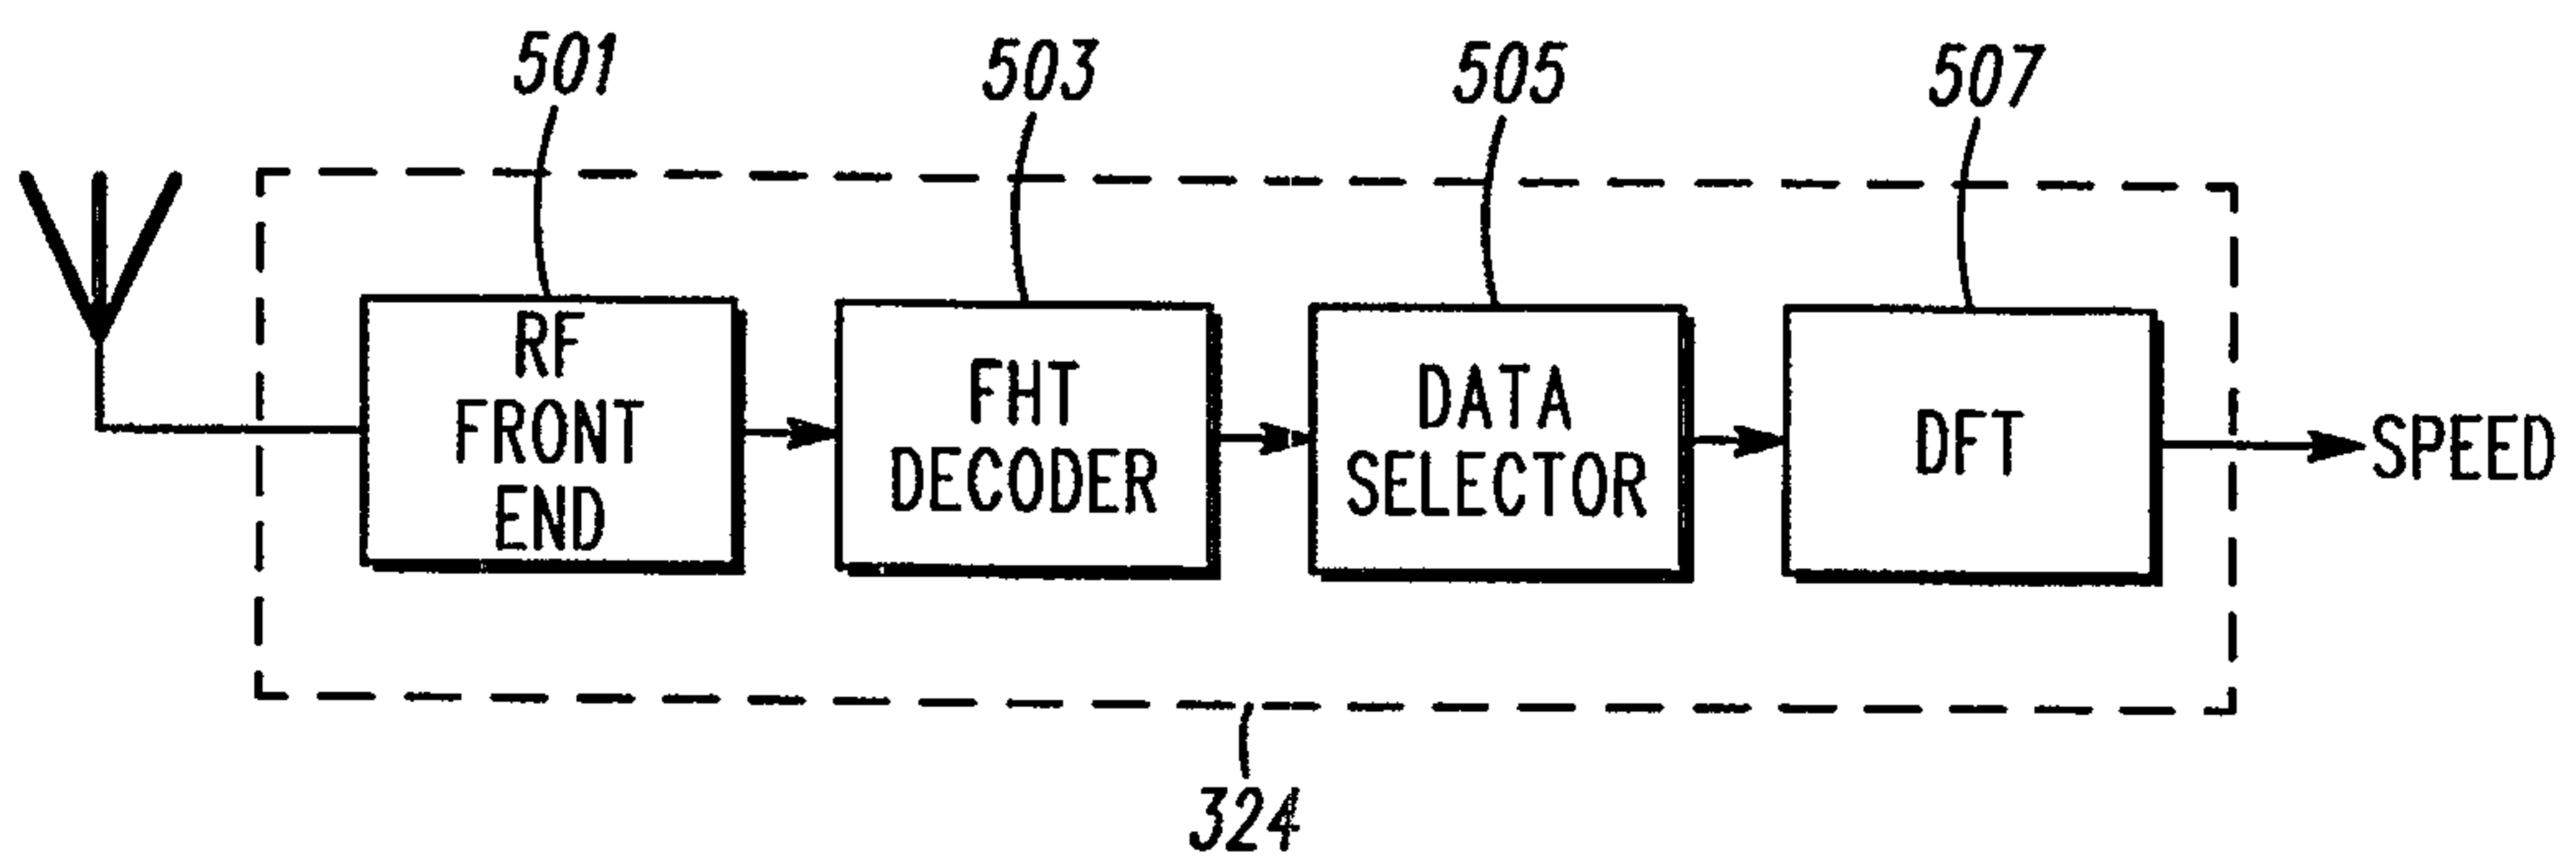 501
503
505
507
RF
FRONT
END
FHT
DECODER
DATA
SELECTOR
DFT
SPEED
324